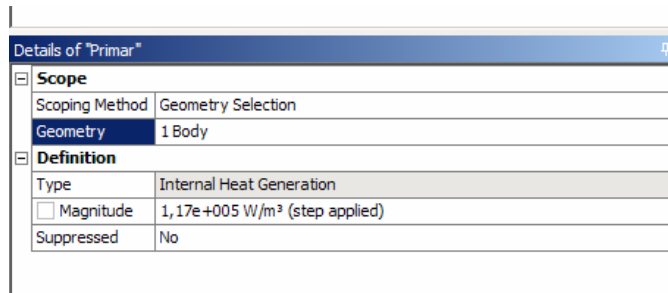 Details of "Primar"
Scope
Scoping Method Geometry Selection
Geometry 1 Body
Definition
Type Internal Heat Generation
Magnitude 1,17e+005 W/m³ (step applied)
Suppressed No